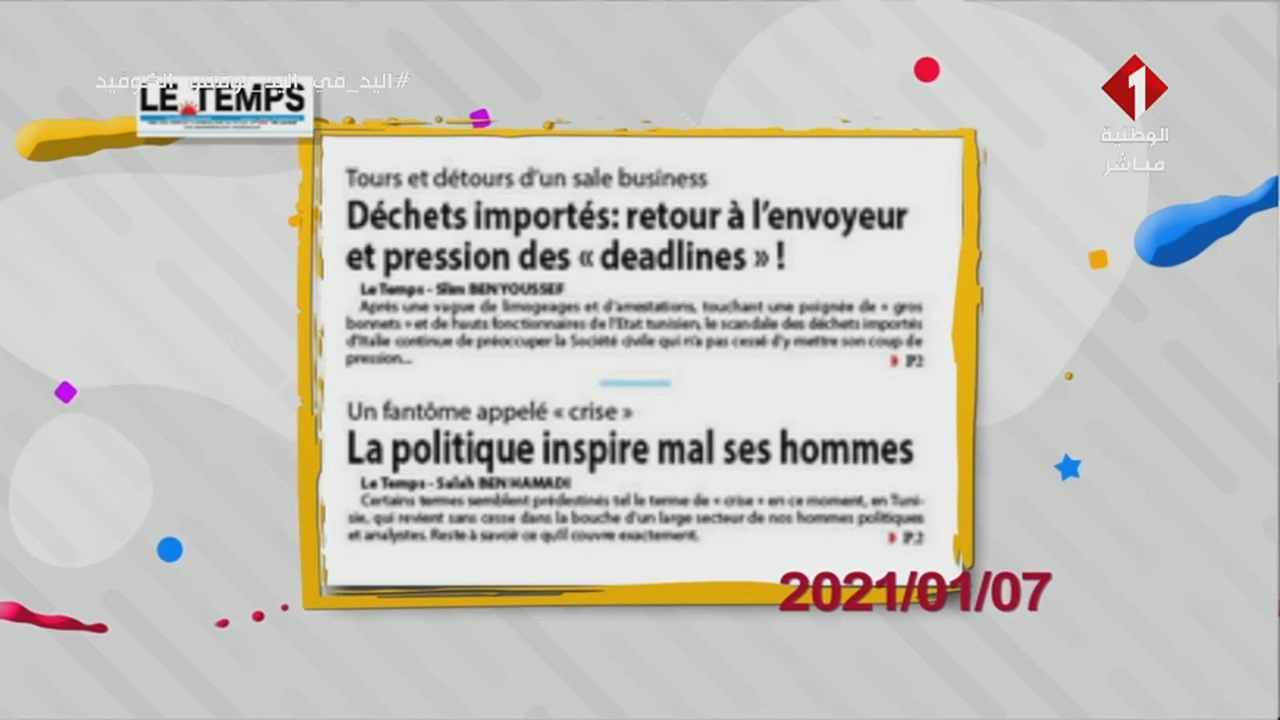 #اليد_في_اليد_نوقفو_الكوفيد
LE TEMPS
1
الوطنية
مباشر
Tours et détours d'un sale business
Déchets importés: retour à l'envoyeur
et pression des « deadlines » !
Le Temps - Slim BEN YOUSSEF
Après une vague de limogeages et d'arrestations, touchant une poignée de « gros
bonnets » et de hauts fonctionnaires de l'Etat tunisien, le scandale des déchets importés
d'Italie continue de préoccuper la Société civile qui n'a pas cessé d'y mettre son coup de
pression... P2
Un fantôme appelé « crise »
La politique inspire mal ses hommes
Le Temps - Salah BEN HAMADI
Certains termes semblent prédestinés tel le terme de « crise » en ce moment, en Tuni-
sie, qui revient sans cesse dans la bouche d'un large secteur de nos hommes politiques
et analystes. Reste à savoir ce qu'il couvre exactement. P.2
2021/01/07